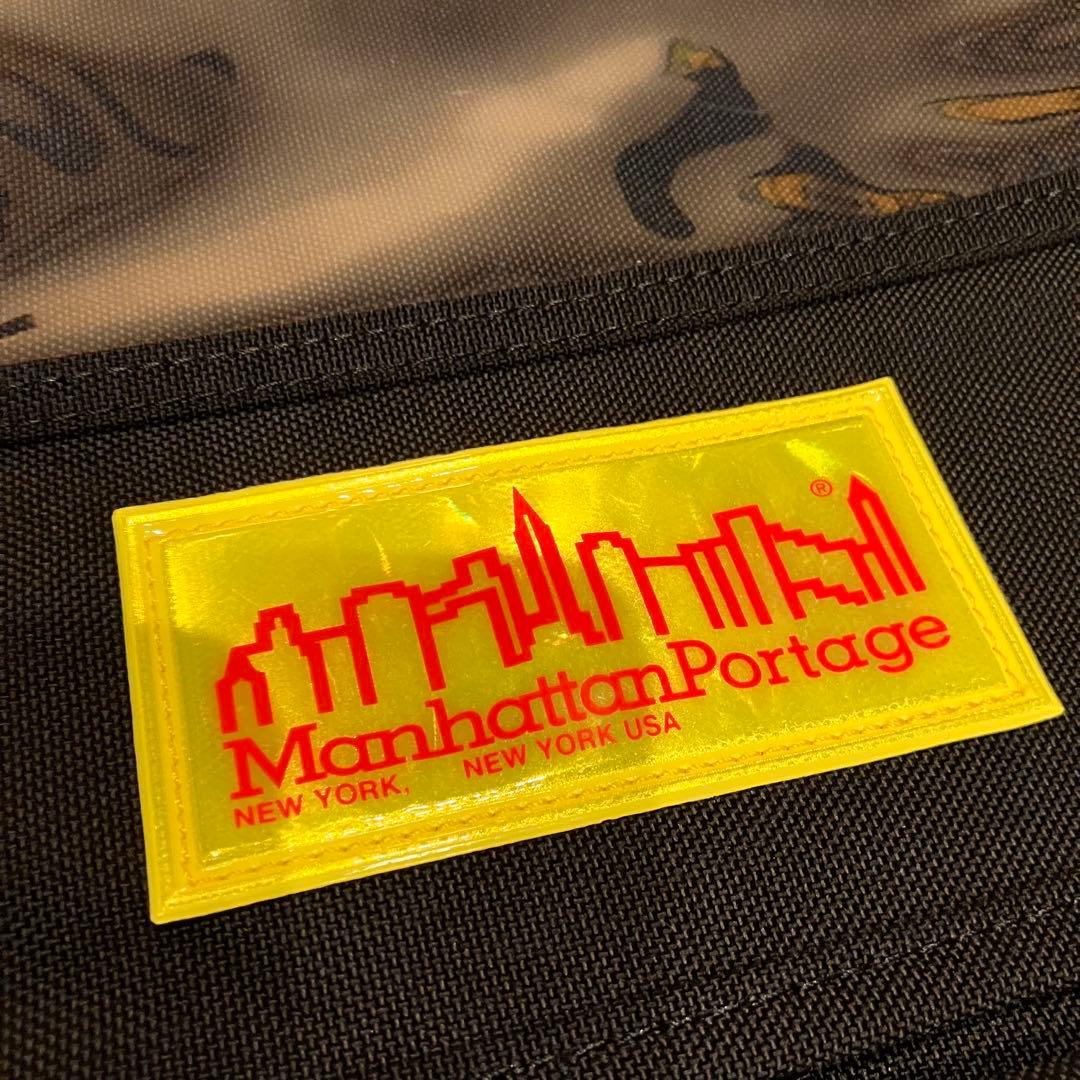 ®
ManhattanPortage
NEW YORK, NEW YORK USA